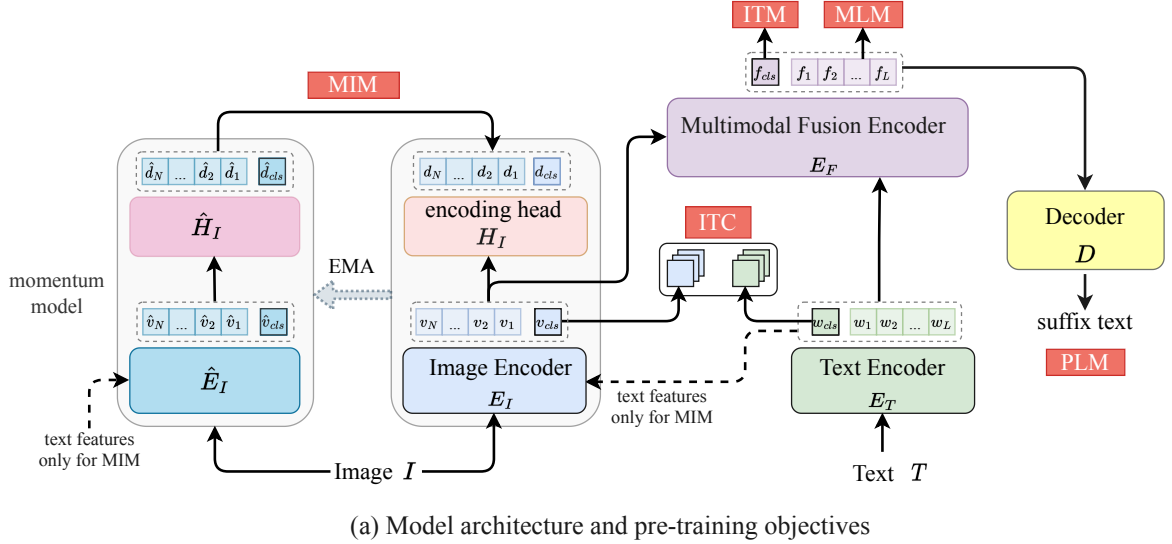 ITM
MLM
f_cls f_1 f_2 ... f_L
MIM
Multimodal Fusion Encoder
E_F
d̂_N ... d̂_2 d̂_1 d̂_cls
d_N ... d_2 d_1 d_cls
Ĥ_I
encoding head
H_I
ITC
Decoder
D
momentum
model
EMA
v̂_N ... v̂_2 v̂_1 v̂_cls
v_N ... v_2 v_1 v_cls
w_cls w_1 w_2 ... w_L
suffix text
PLM
Ê_I
Image Encoder
E_I
text features
only for MIM
Text Encoder
E_T
text features
only for MIM
Image I
Text T
(a) Model architecture and pre-training objectives